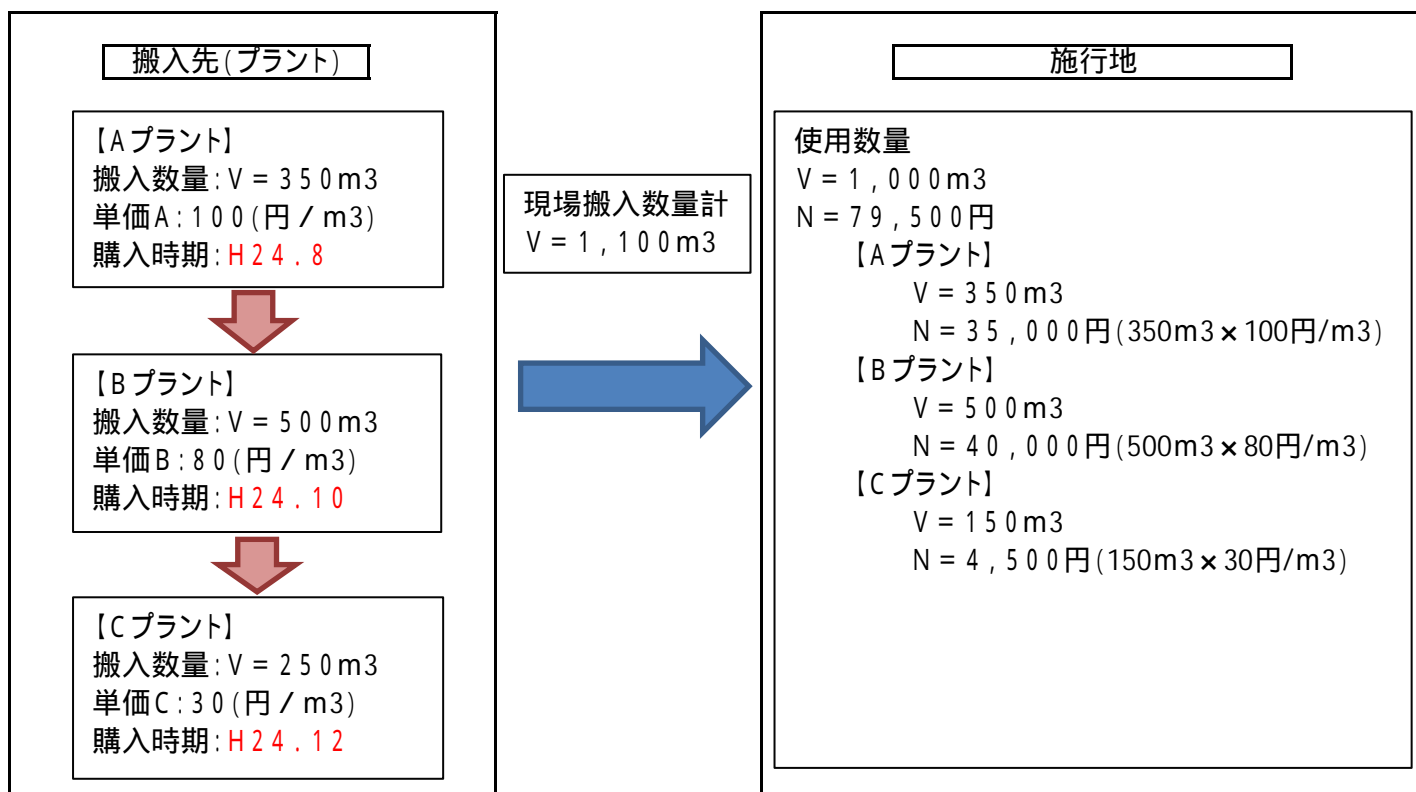 搬入先(プラント)
【Aプラント】
搬入数量:V=350m3
単価A:100(円/m3)
購入時期:H24.8
【Bプラント】
搬入数量:V=500m3
単価B:80(円/m3)
購入時期:H24.10
【Cプラント】
搬入数量:V=250m3
単価C:30(円/m3)
購入時期:H24.12
現場搬入数量計
V=1,100m3
施行地
使用数量
V=1,000m3
N=79,500円
【Aプラント】
V=350m3
N=35,000円(350m3×100円/m3)
【Bプラント】
V=500m3
N=40,000円(500m3×80円/m3)
【Cプラント】
V=150m3
N=4,500円(150m3×30円/m3)